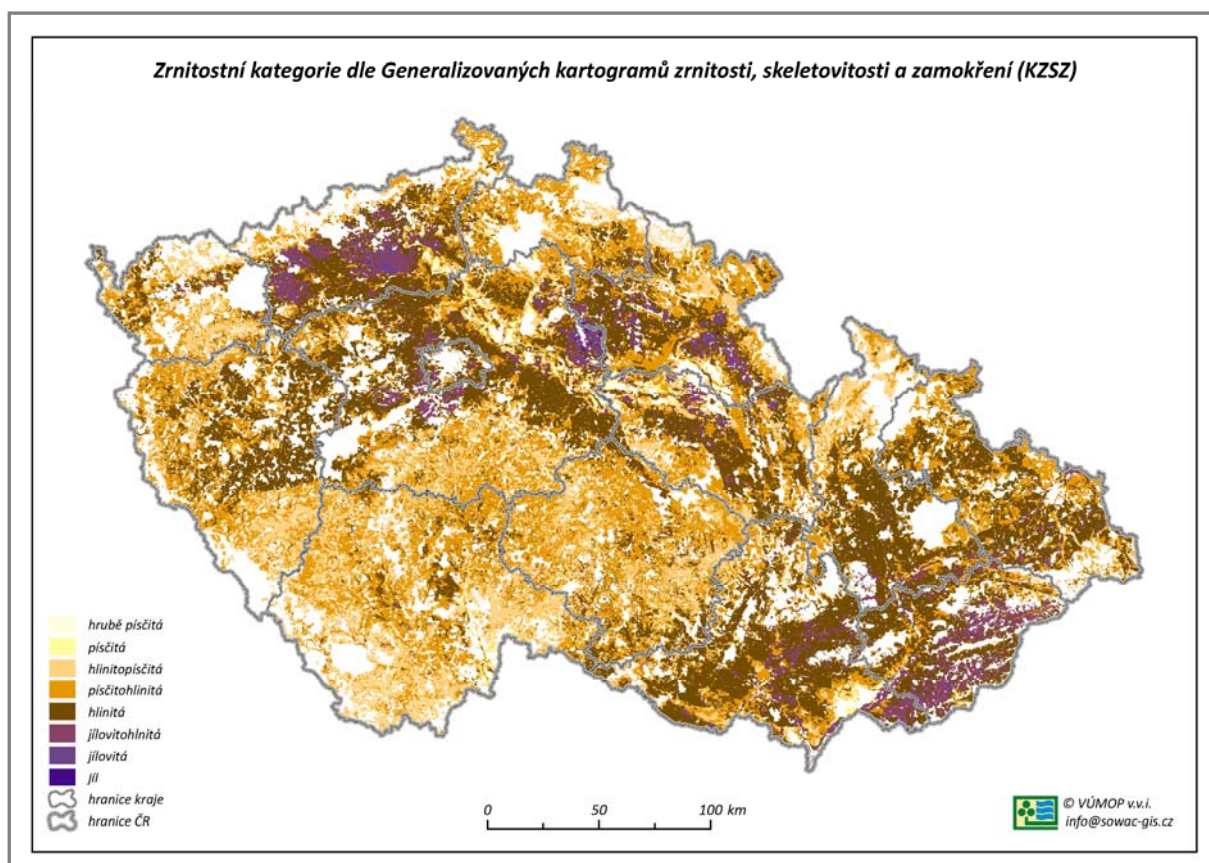 Zrnitostní kategorie dle Generalizovaných kartogramů zrnitosti, skeletovitosti a zamokření (KZSZ)
hrubě písčitá
písčitá
hlinitopísčitá
písčitohlinitá
hlinitá
jílovitohlnitá
jílovitá
jíl
hranice kraje
hranice ČR
0 50 100 km
© VÚMOP v.v.i.
info@sowac-gis.cz